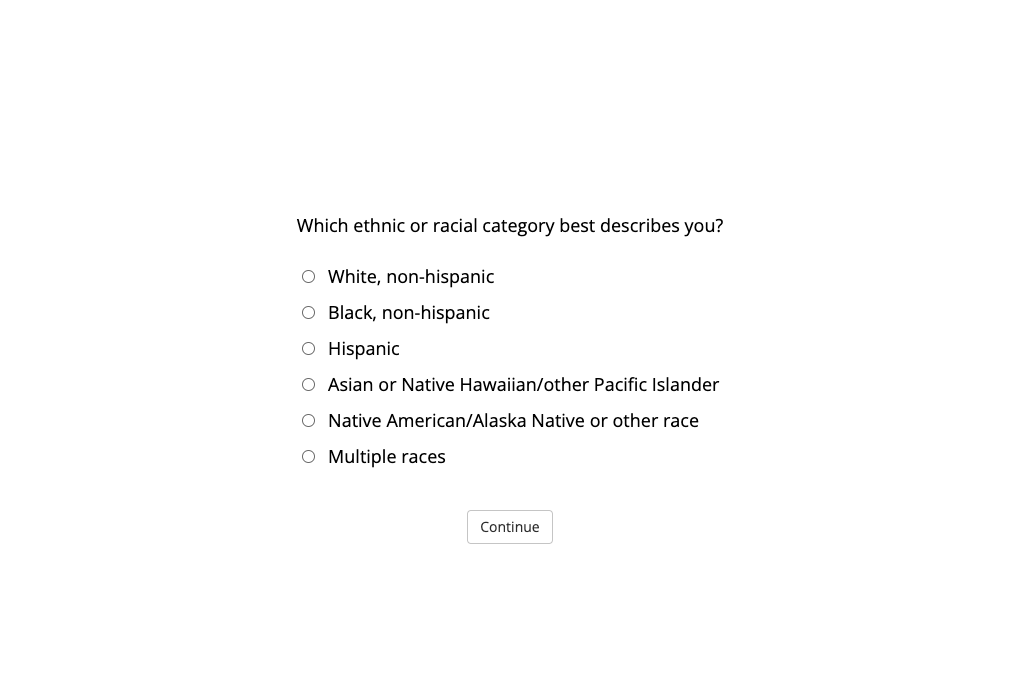 Which ethnic or racial category best describes you?
White, non-hispanic
Black, non-hispanic
Hispanic
Asian or Native Hawaiian/other Pacific Islander
Native American/Alaska Native or other race
Multiple races
Continue